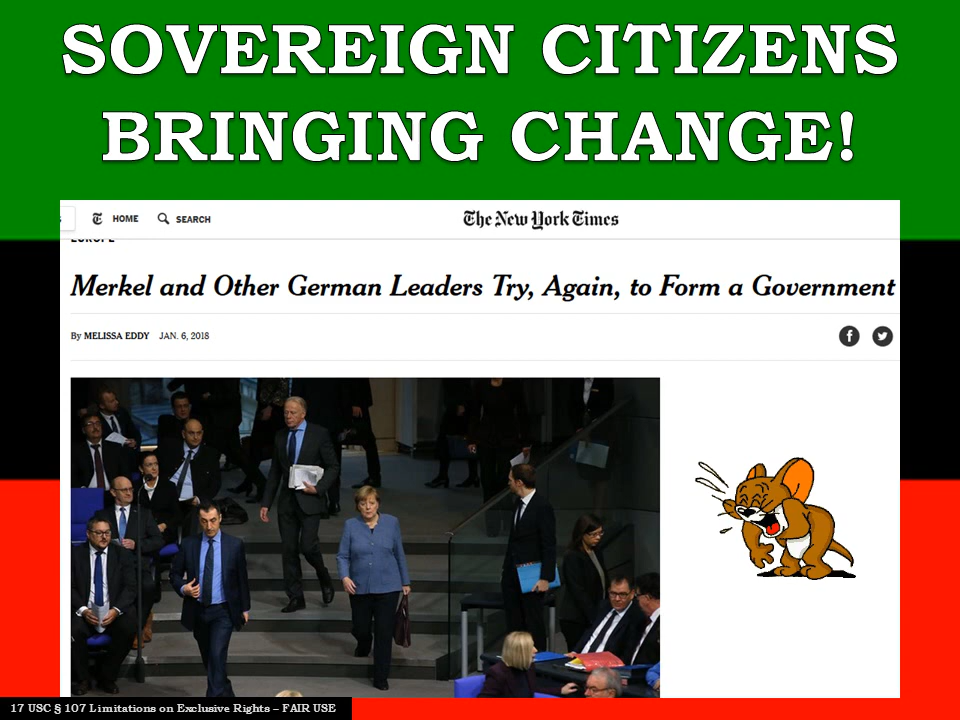 SOVEREIGN CITIZENS
BRINGING CHANGE!
HOME SEARCH The New York Times
EUROPE
Merkel and Other German Leaders Try, Again, to Form a Government
By MELISSA EDDY JAN. 6, 2018
17 USC § 107 Limitations on Exclusive Rights – FAIR USE